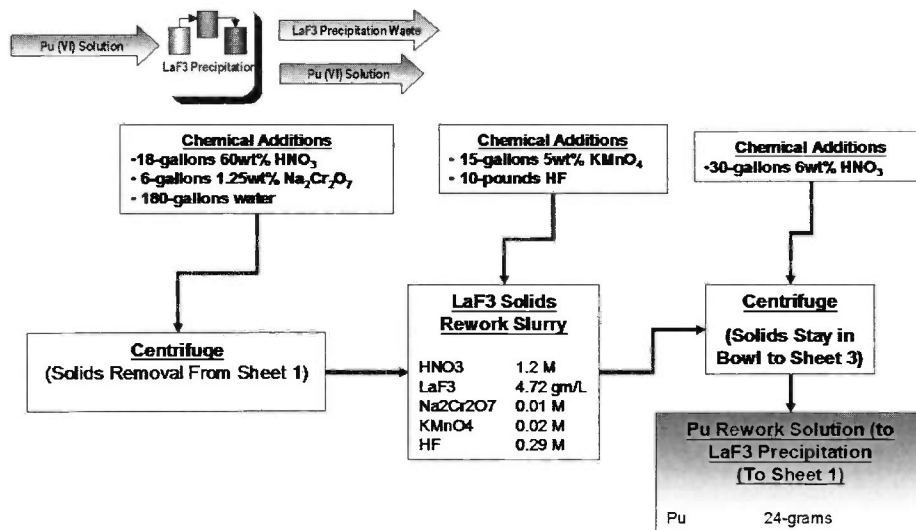 Pu (VI) Solution
LaF3 Precipitation
LaF3 Precipitation Waste
Pu (VI) Solution
Chemical Additions
-18-gallons 60wt% HNO₃
- 6-gallons 1.25wt% Na₂Cr₂O₇
- 180-gallons water
Chemical Additions
- 15-gallons 5wt% KMnO₄
- 10-pounds HF
Chemical Additions
-30-gallons 6wt% HNO₃
Centrifuge
(Solids Removal From Sheet 1)
LaF3 Solids
Rework Slurry
HNO3 1.2 M
LaF3 4.72 gm/L
Na2Cr2O7 0.01 M
KMnO4 0.02 M
HF 0.29 M
Centrifuge
(Solids Stay in
Bowl to Sheet 3)
Pu Rework Solution (to
LaF3 Precipitation
(To Sheet 1)
Pu 24-grams